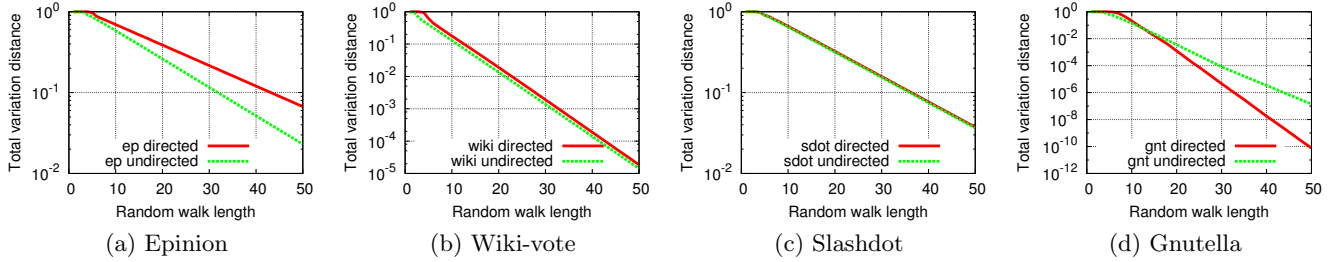 Total variation distance
10^0
10^-1
10^-2
ep directed
ep undirected
0 10 20 30 40 50
Random walk length
(a) Epinion
Total variation distance
10^0
10^-1
10^-2
10^-3
10^-4
10^-5
wiki directed
wiki undirected
0 10 20 30 40 50
Random walk length
(b) Wiki-vote
Total variation distance
10^0
10^-1
10^-2
sdot directed
sdot undirected
0 10 20 30 40 50
Random walk length
(c) Slashdot
Total variation distance
10^0
10^-2
10^-4
10^-6
10^-8
10^-10
10^-12
gnt directed
gnt undirected
0 10 20 30 40 50
Random walk length
(d) Gnutella